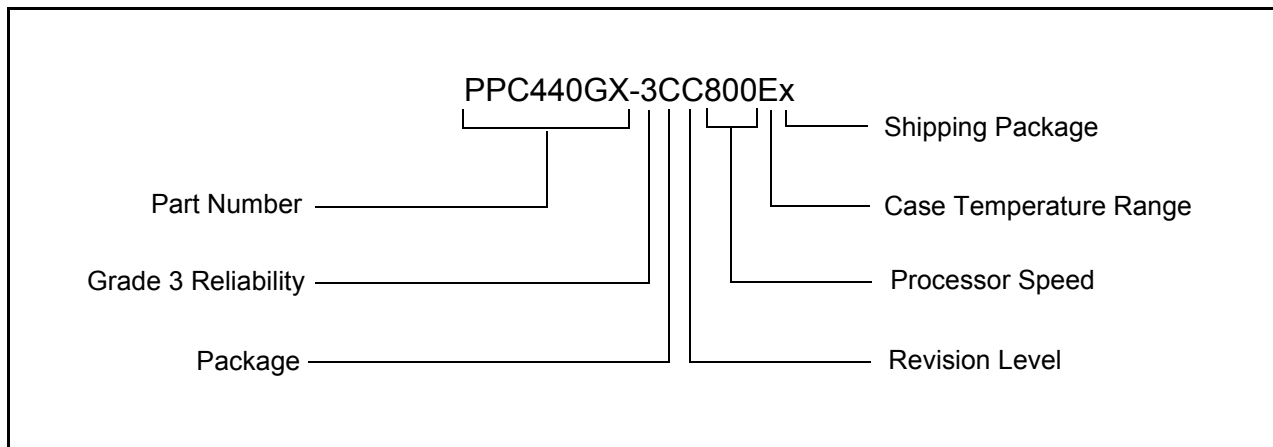 PPC440GX-3CC800Ex
Shipping Package
Part Number
Case Temperature Range
Grade 3 Reliability
Processor Speed
Package
Revision Level